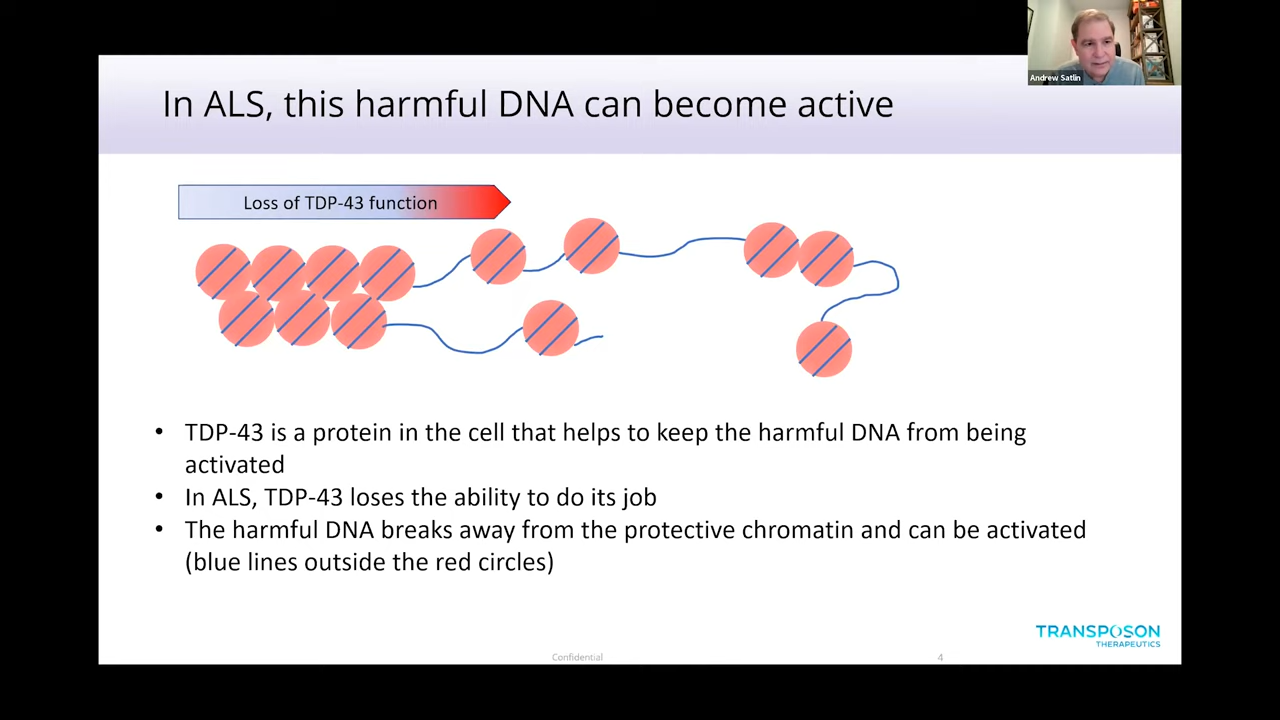 Andrew Satlin
In ALS, this harmful DNA can become active
Loss of TDP-43 function
• TDP-43 is a protein in the cell that helps to keep the harmful DNA from being
activated
• In ALS, TDP-43 loses the ability to do its job
• The harmful DNA breaks away from the protective chromatin and can be activated
(blue lines outside the red circles)
TRANSPOSON
THERAPEUTICS
Confidential
4